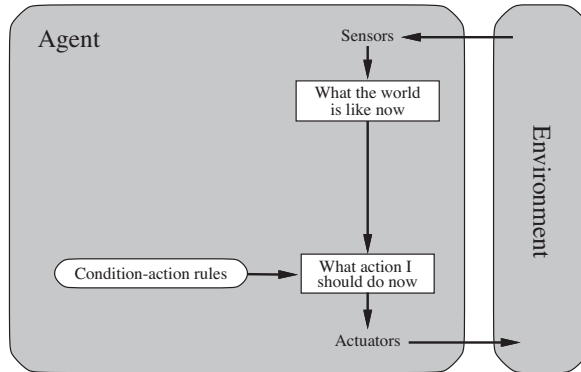 Agent
Sensors
What the world
is like now
Environment
Condition-action rules
What action I
should do now
Actuators